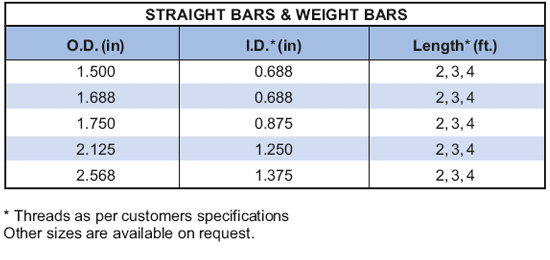 STRAIGHT BARS & WEIGHT BARS
O.D. (in) I.D.* (in) Length* (ft.)
1.500 0.688 2, 3, 4
1.688 0.688 2, 3, 4
1.750 0.875 2, 3, 4
2.125 1.250 2, 3, 4
2.568 1.375 2, 3, 4
* Threads as per customers specifications
Other sizes are available on request.